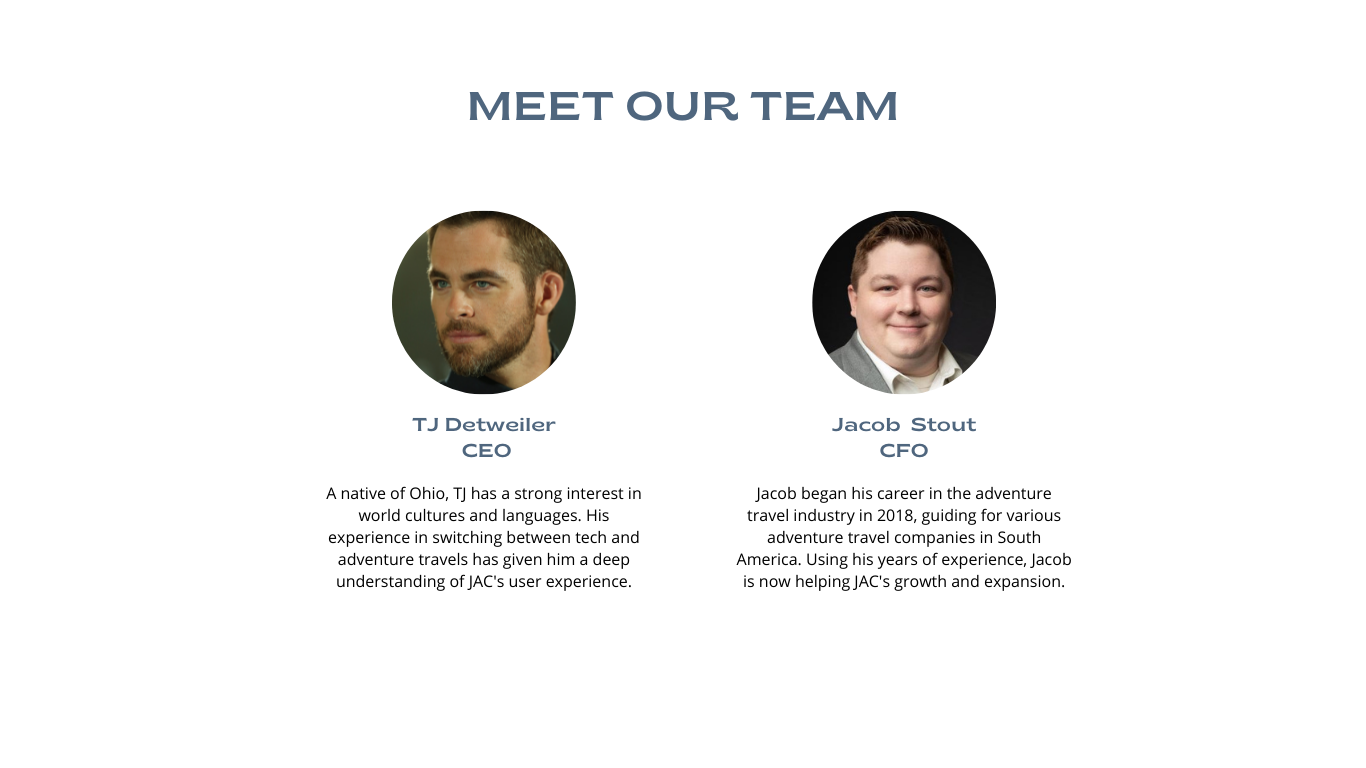 MEET OUR TEAM
TJ Detweiler
CEO
A native of Ohio, TJ has a strong interest in
world cultures and languages. His
experience in switching between tech and
adventure travels has given him a deep
understanding of JAC's user experience.
Jacob Stout
CFO
Jacob began his career in the adventure
travel industry in 2018, guiding for various
adventure travel companies in South
America. Using his years of experience, Jacob
is now helping JAC's growth and expansion.